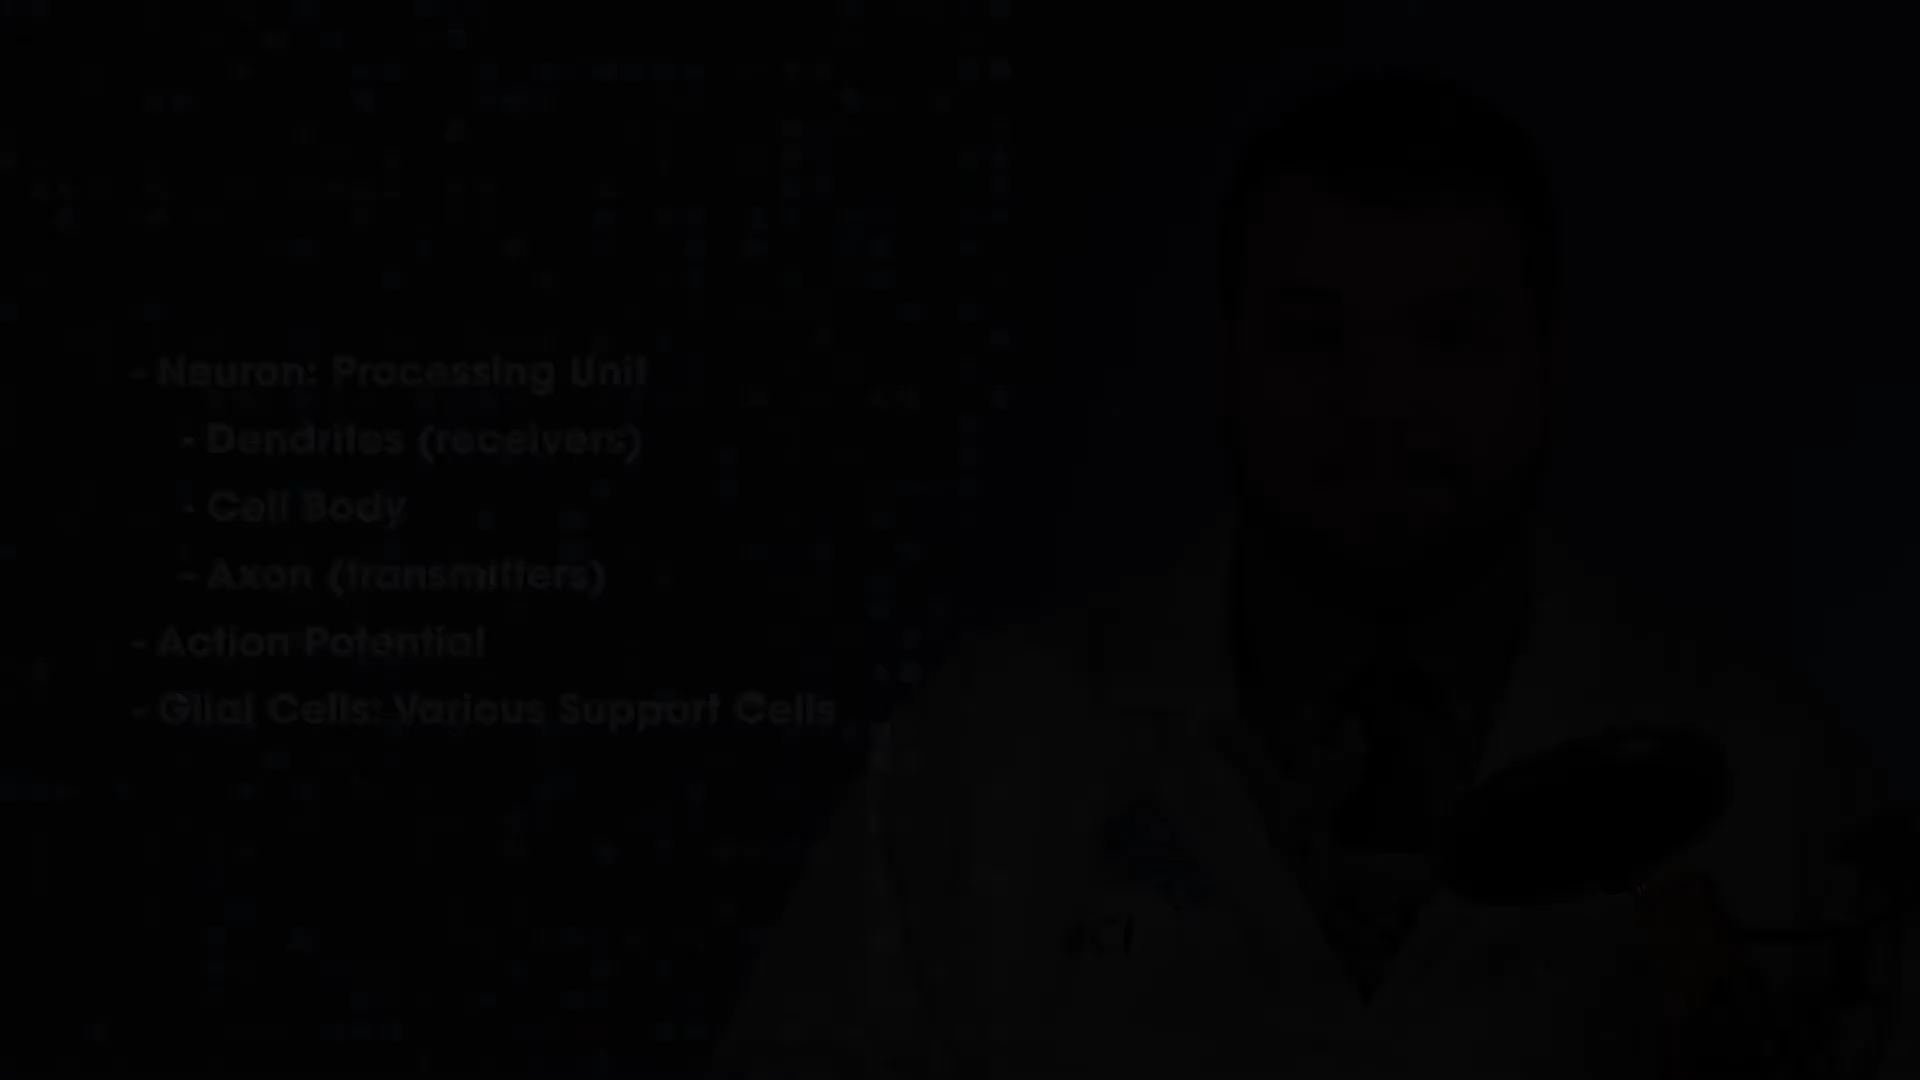 - Neuron: Processing Unit
- Dendrites (receivers)
- Cell Body
- Axon (transmitters)
- Action Potential
- Glial Cells: Various Support Cells